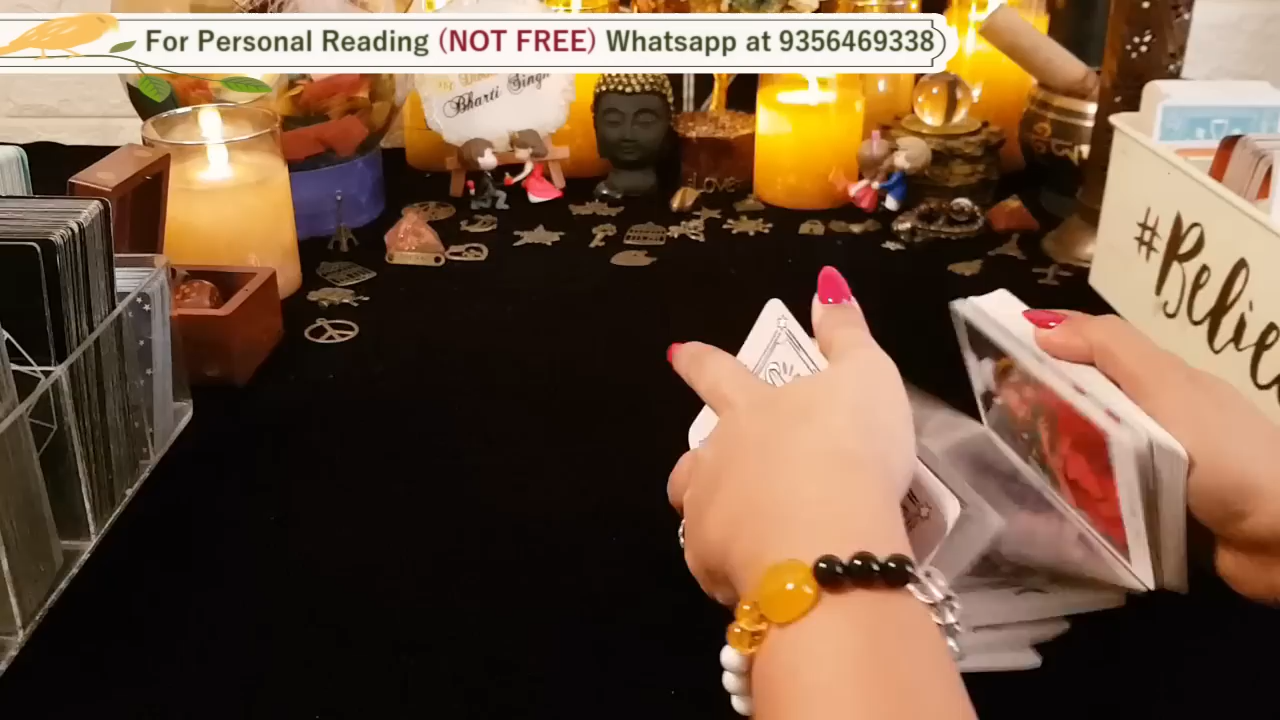 For Personal Reading (NOT FREE) Whatsapp at 9356469338
Bharti Singh
Love
#Belie